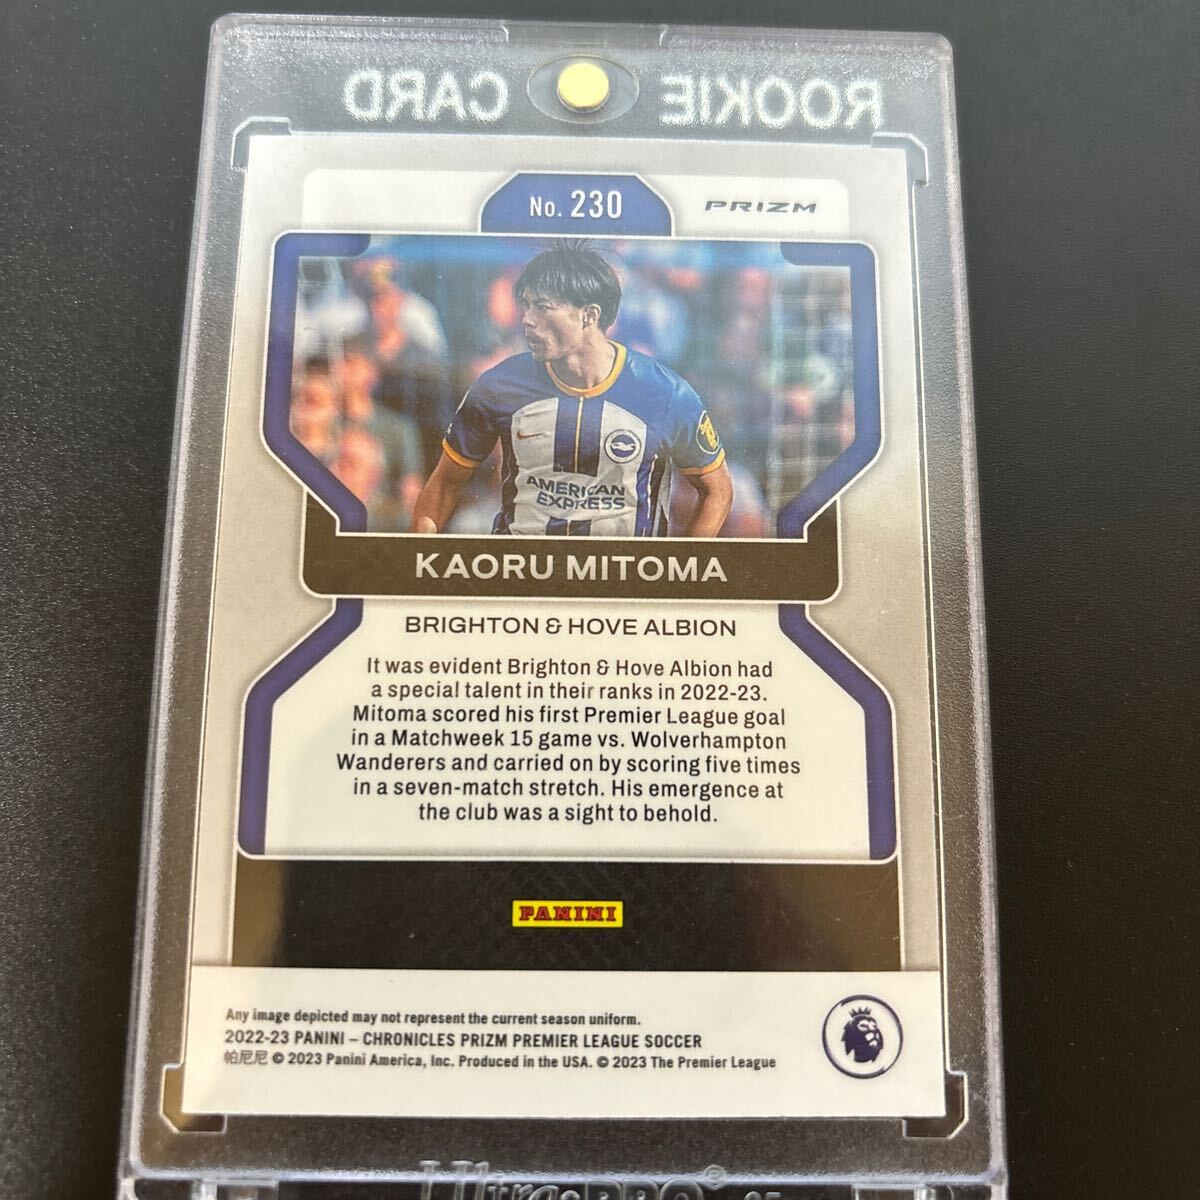 ROOKIE CARD
No. 230
PRIZM
AMERICAN
EXPRESS
KAORU MITOMA
BRIGHTON & HOVE ALBION
It was evident Brighton & Hove Albion had
a special talent in their ranks in 2022-23.
Mitoma scored his first Premier League goal
in a Matchweek 15 game vs. Wolverhampton
Wanderers and carried on by scoring five times
in a seven-match stretch. His emergence at
the club was a sight to behold.
PANINI
Any image depicted may not represent the current season uniform.
2022-23 PANINI – CHRONICLES PRIZM PREMIER LEAGUE SOCCER
帕尼尼 © 2023 Panini America, Inc. Produced in the USA. © 2023 The Premier League
Ultra PRO®